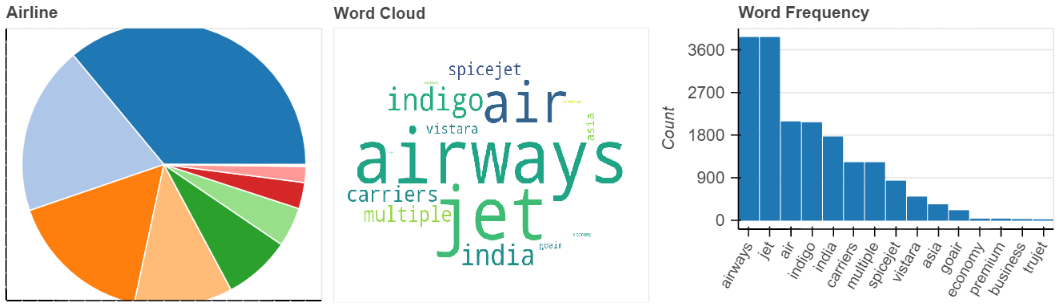 Airline
Word Cloud
spicejet
indigo
air
asia
vistara
airways
carriers
multiple
jet
india
goair
economy
Word Frequency
Count
3600
2700
1800
900
0
airways
jet
air
indigo
india
carriers
multiple
spicejet
vistara
asia
goair
economy
premium
business
trujet